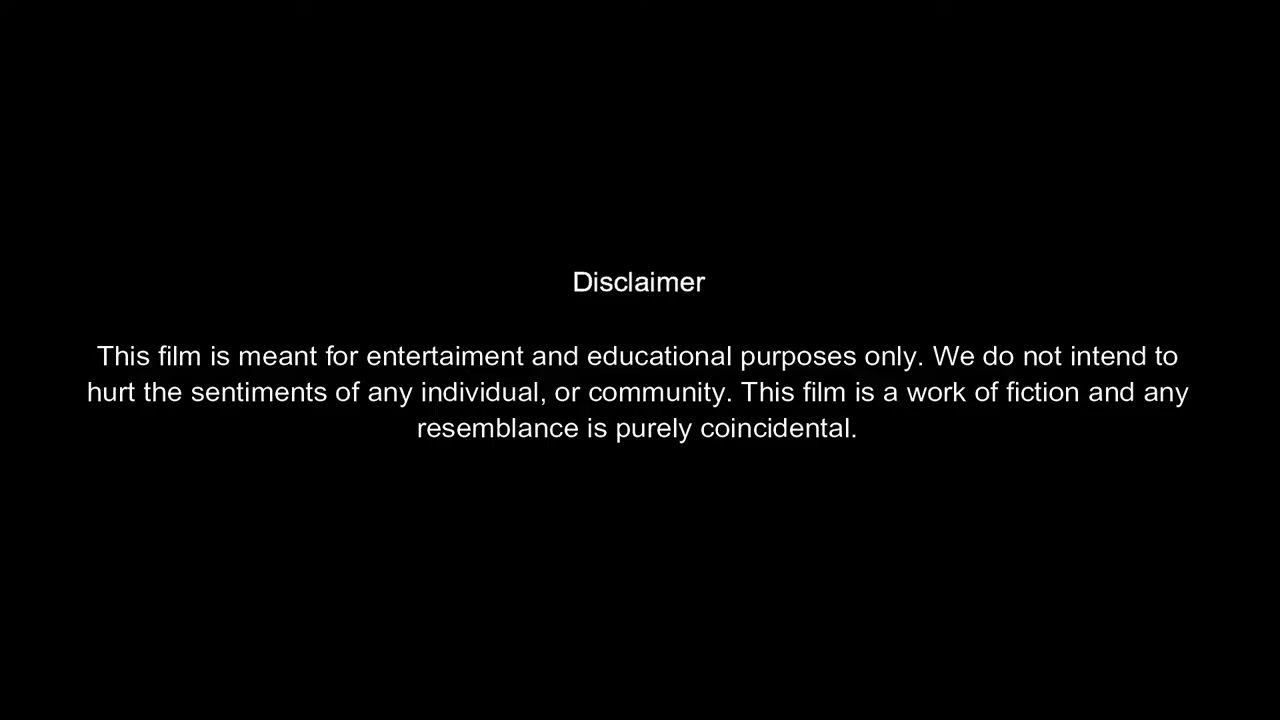 Disclaimer
This film is meant for entertaiment and educational purposes only. We do not intend to
hurt the sentiments of any individual, or community. This film is a work of fiction and any
resemblance is purely coincidental.